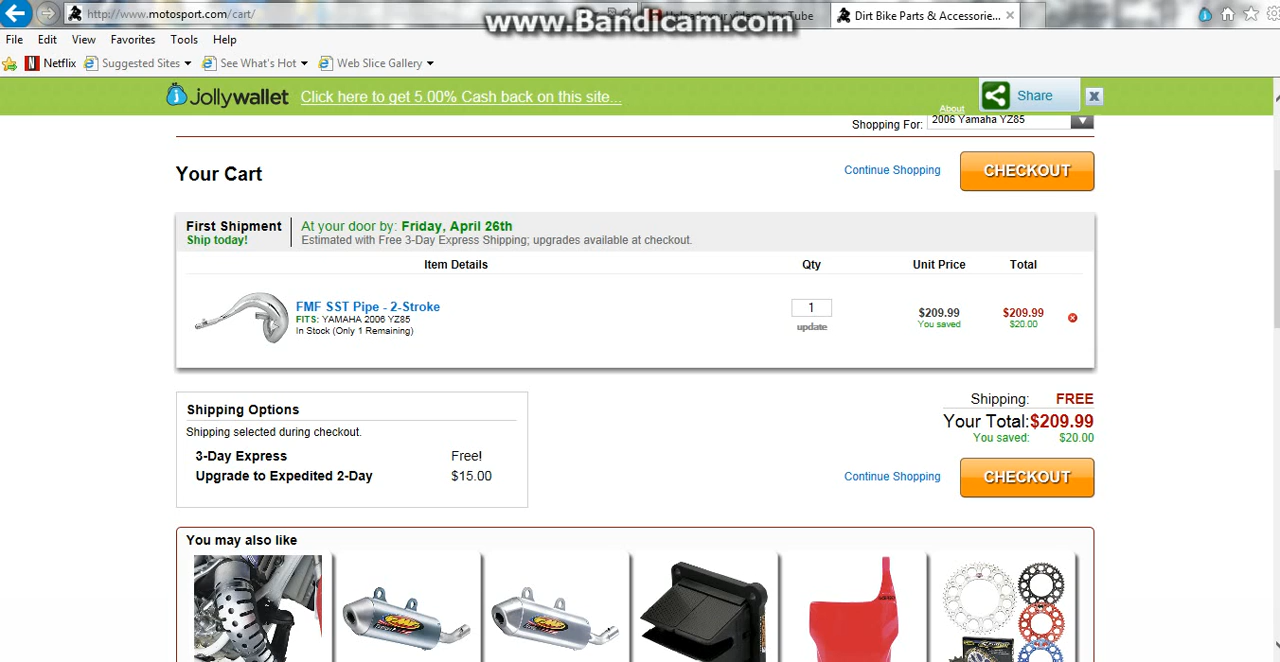 http://www.motosport.com/cart/
YouTube
Dirt Bike Parts & Accessorie...
www.Bandicam.com
File Edit View Favorites Tools Help
Netflix Suggested Sites See What's Hot Web Slice Gallery
jollywallet Click here to get 5.00% Cash back on this site... About Share
Shopping For: 2006 Yamaha YZ85
Your Cart Continue Shopping CHECKOUT
First Shipment At your door by: Friday, April 26th
Ship today! Estimated with Free 3-Day Express Shipping; upgrades available at checkout.
Item Details Qty Unit Price Total
FMF SST Pipe - 2-Stroke 1 $209.99 $209.99
FITS: YAMAHA 2006 YZ85 You saved $20.00
In Stock (Only 1 Remaining) update
Shipping: FREE
Shipping Options Your Total: $209.99
You saved: $20.00
Shipping selected during checkout.
3-Day Express Free!
Upgrade to Expedited 2-Day $15.00
Continue Shopping CHECKOUT
You may also like
FMF
FMF